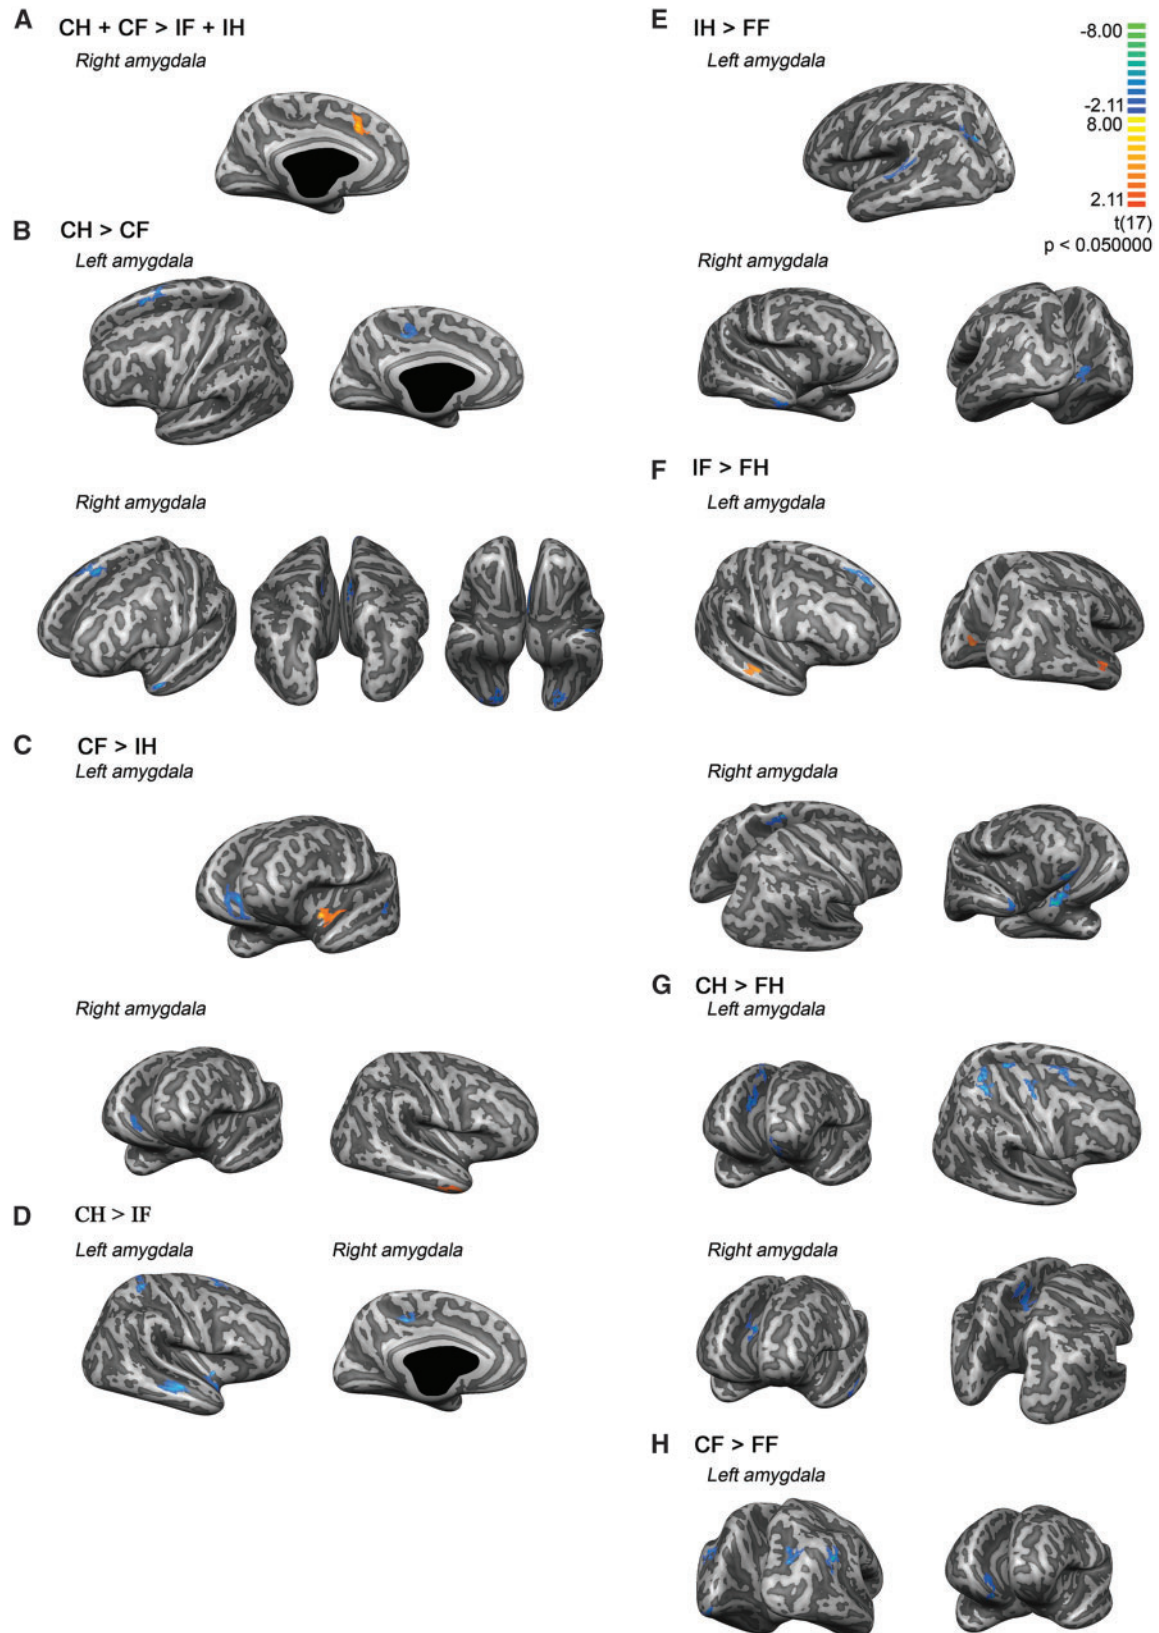 A CH + CF > IF + IH
Right amygdala
B CH > CF
Left amygdala
Right amygdala
C CF > IH
Left amygdala
Right amygdala
D CH > IF
Left amygdala Right amygdala
E IH > FF
Left amygdala
-8.00
-2.11
8.00
2.11
t(17)
p < 0.050000
Right amygdala
F IF > FH
Left amygdala
Right amygdala
G CH > FH
Left amygdala
Right amygdala
H CF > FF
Left amygdala